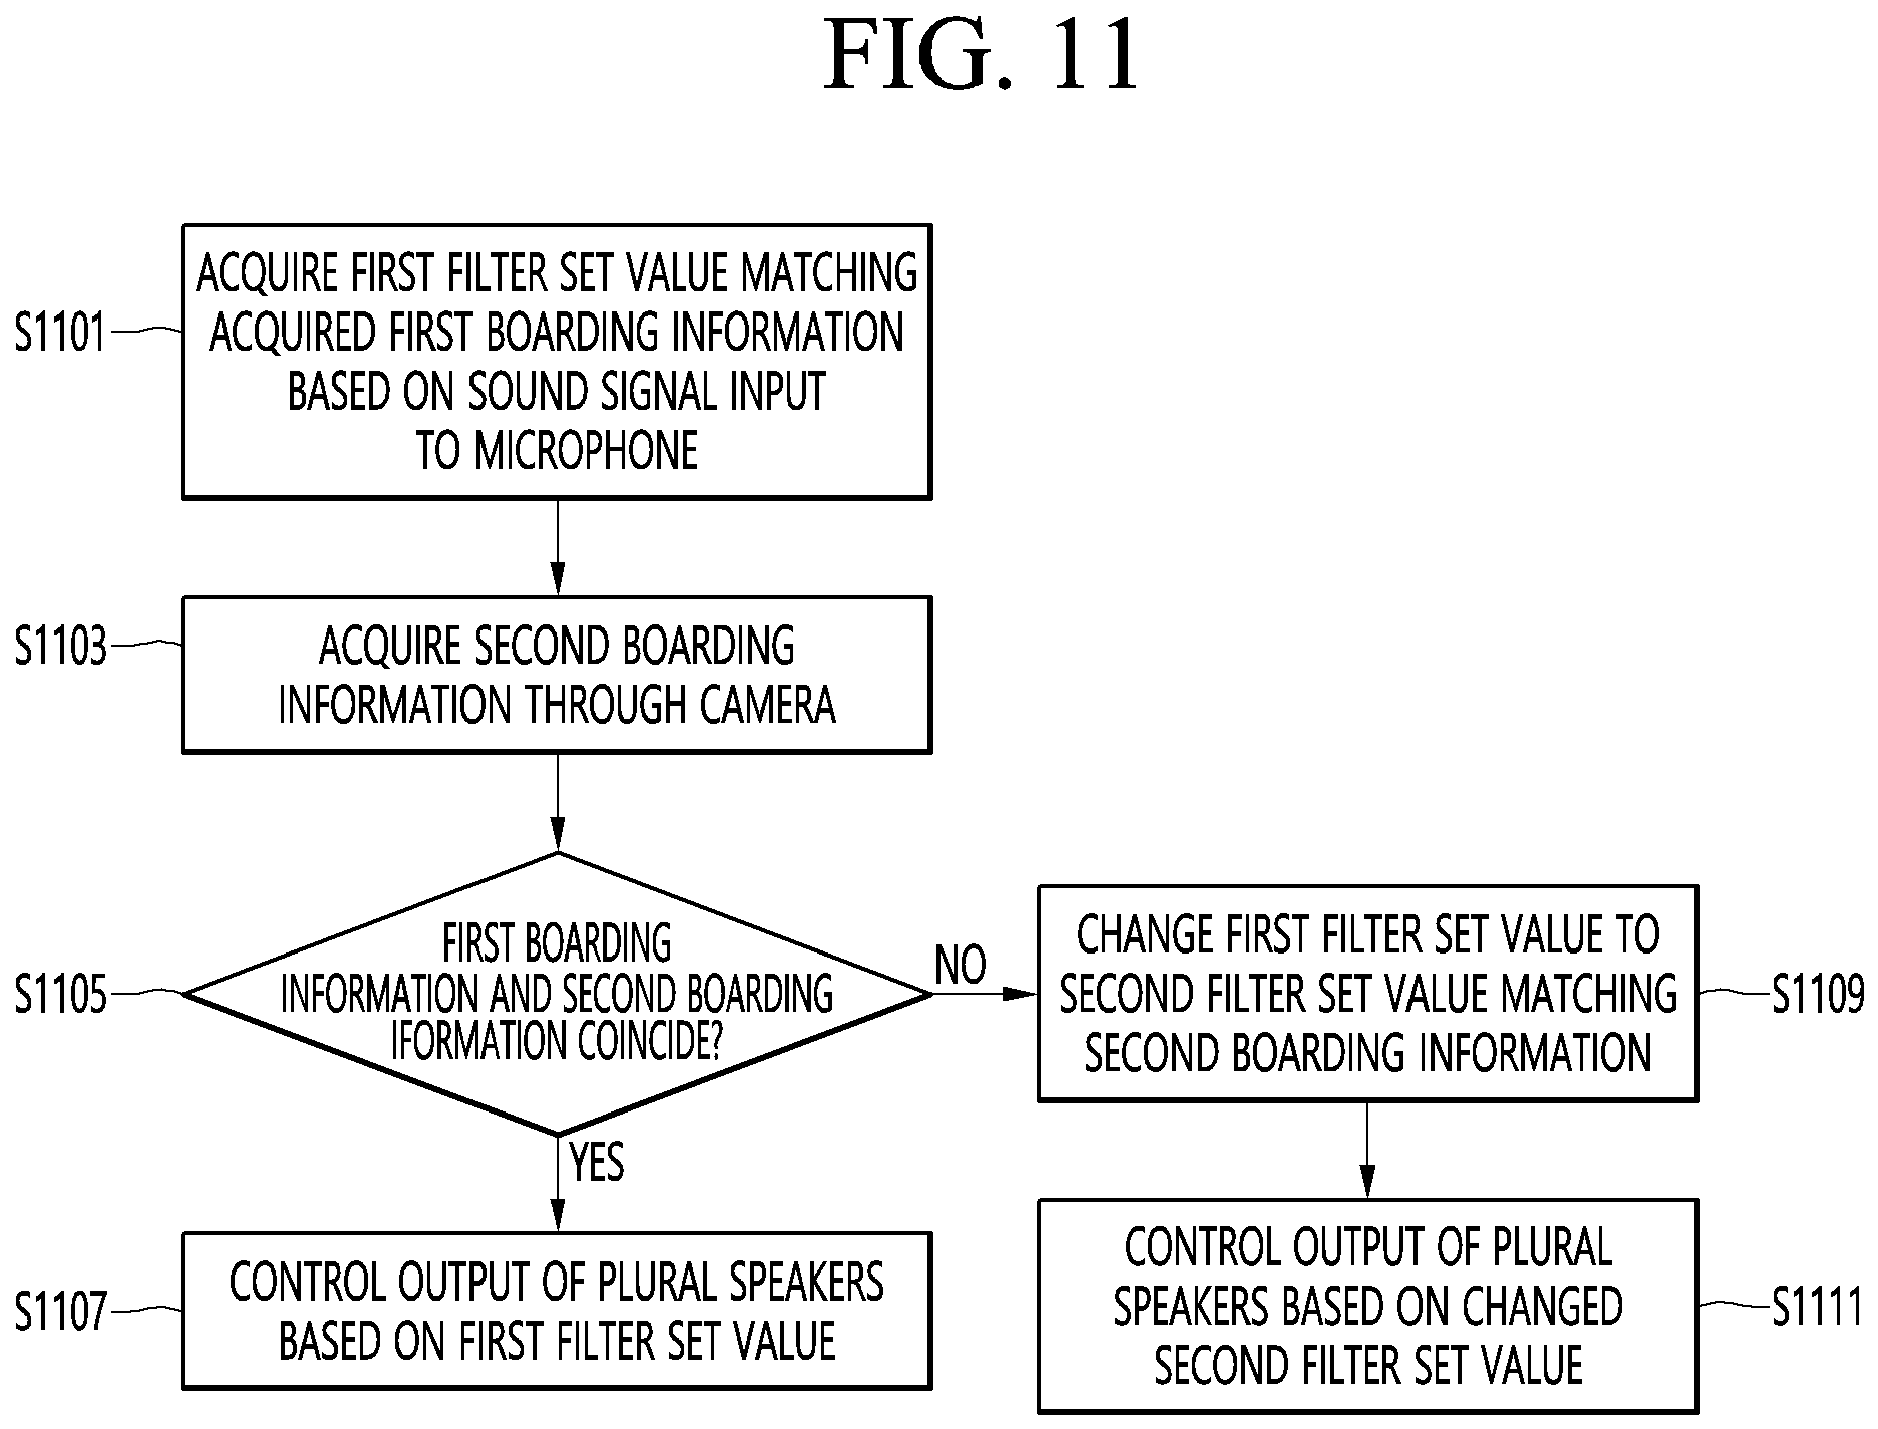 FIG. 11
S1101
ACQUIRE FIRST FILTER SET VALUE MATCHING
ACQUIRED FIRST BOARDING INFORMATION
BASED ON SOUND SIGNAL INPUT
TO MICROPHONE
S1103
ACQUIRE SECOND BOARDING
INFORMATION THROUGH CAMERA
S1105
FIRST BOARDING
INFORMATION AND SECOND BOARDING
IFORMATION COINCIDE?
NO
YES
CHANGE FIRST FILTER SET VALUE TO
SECOND FILTER SET VALUE MATCHING
SECOND BOARDING INFORMATION
S1109
S1107
CONTROL OUTPUT OF PLURAL SPEAKERS
BASED ON FIRST FILTER SET VALUE
CONTROL OUTPUT OF PLURAL
SPEAKERS BASED ON CHANGED
SECOND FILTER SET VALUE
S1111